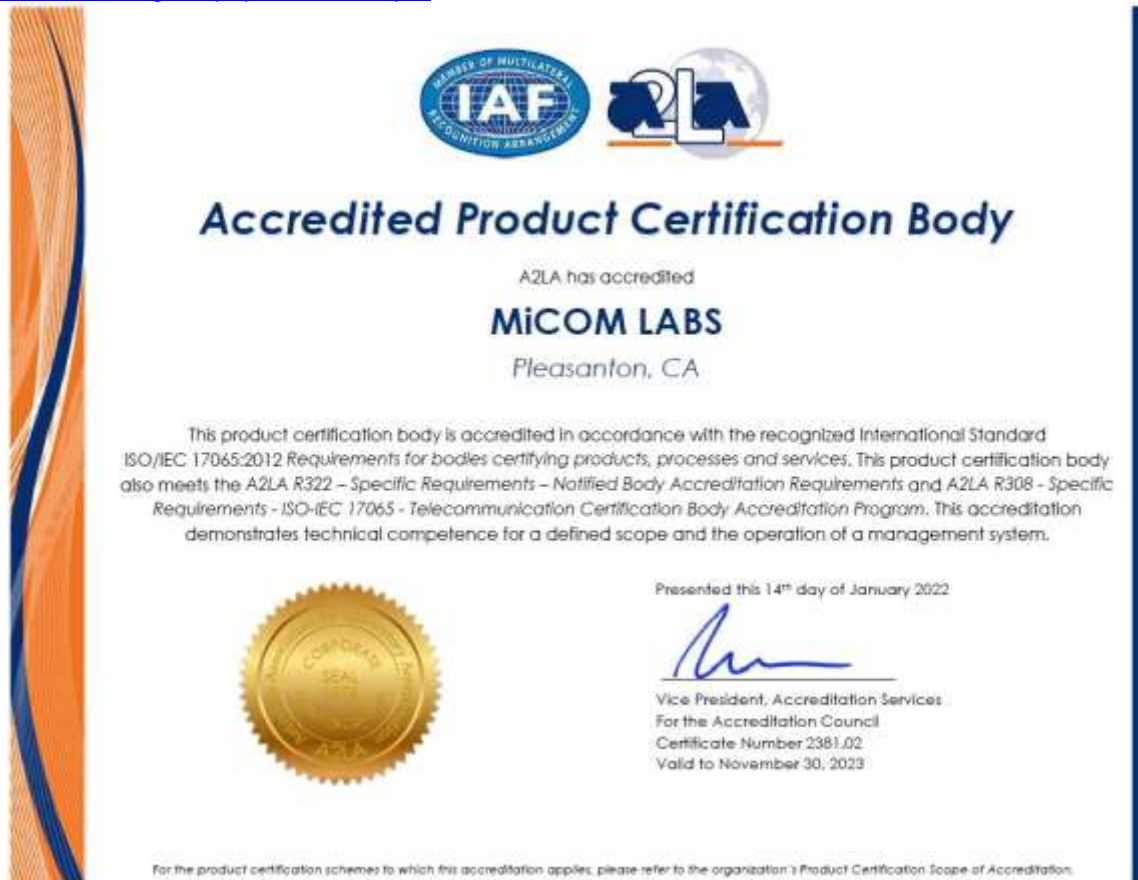 MEMBER OF MULTILATERAL
IAF
RECOGNITION ARRANGEMENT
a2La
Accredited Product Certification Body
A2LA has accredited
MiCOM LABS
Pleasanton, CA
This product certification body is accredited in accordance with the recognized International Standard
ISO/IEC 17065:2012 Requirements for bodies certifying products, processes and services. This product certification body
also meets the A2LA R322 – Specific Requirements – Notified Body Accreditation Requirements and A2LA R308 - Specific
Requirements - ISO-IEC 17065 - Telecommunication Certification Body Accreditation Program. This accreditation
demonstrates technical competence for a defined scope and the operation of a management system.
CORPORATE
SEAL
A2LA
Presented this 14th day of January 2022
Vice President, Accreditation Services
For the Accreditation Council
Certificate Number 2381.02
Valid to November 30, 2023
For the product certification schemes to which this accreditation applies, please refer to the organization's Product Certification Scope of Accreditation.